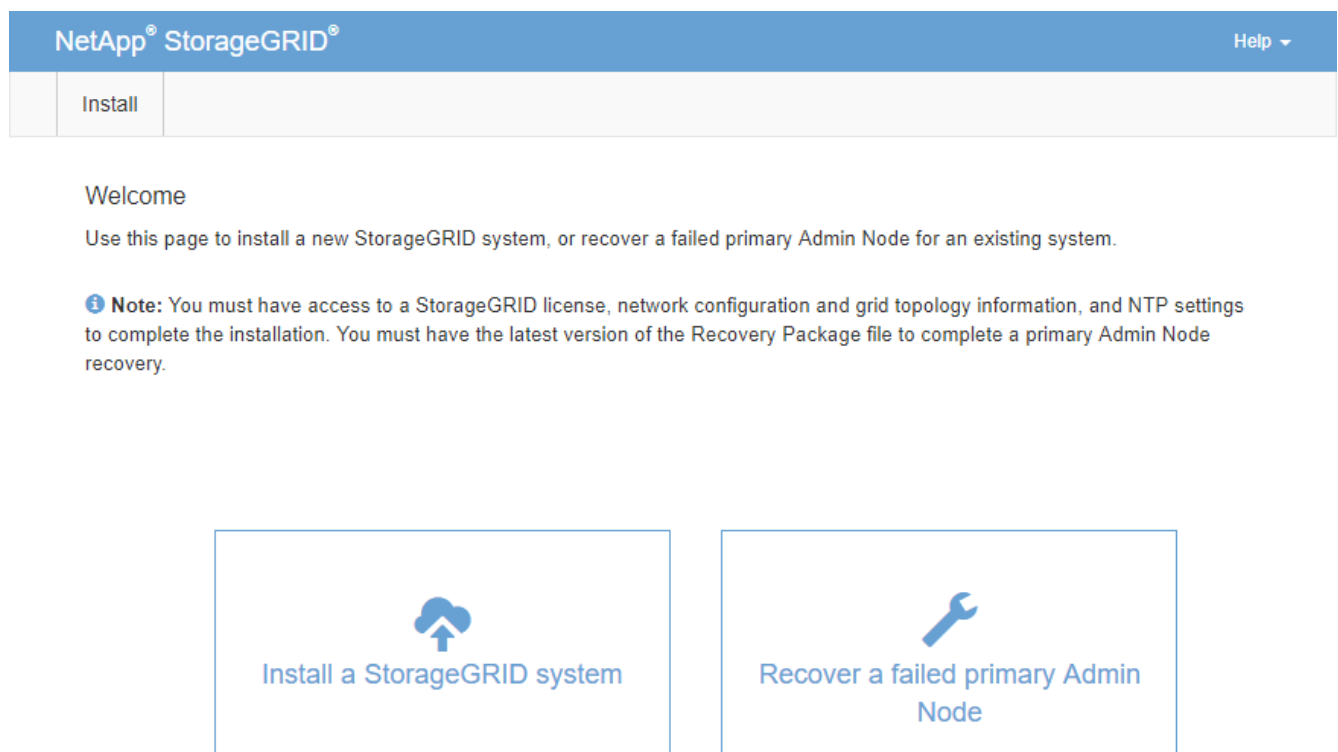 NetApp® StorageGRID®
Help
Install
Welcome
Use this page to install a new StorageGRID system, or recover a failed primary Admin Node for an existing system.
Note: You must have access to a StorageGRID license, network configuration and grid topology information, and NTP settings
to complete the installation. You must have the latest version of the Recovery Package file to complete a primary Admin Node
recovery.
Install a StorageGRID system
Recover a failed primary Admin
Node